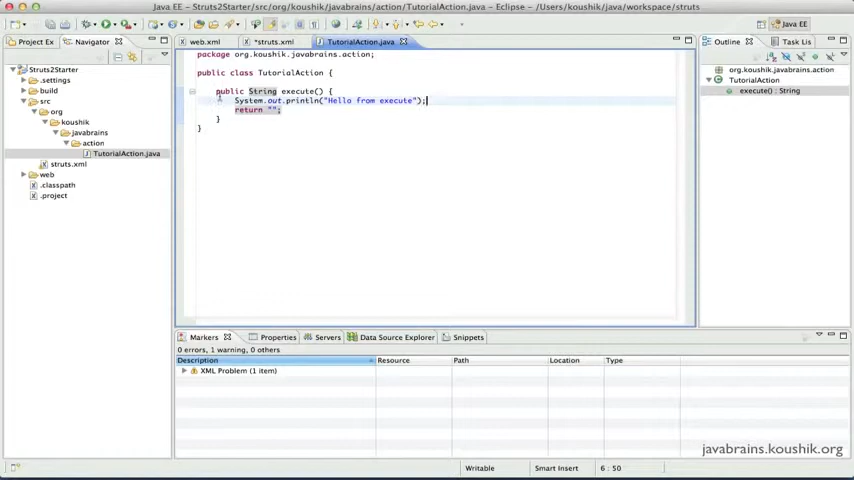 Java EE - Struts2Starter/src/org/koushik/javabrains/action/TutorialAction.java - Eclipse - /Users/koushik/java/workspace/struts
Java EE
Project Ex
Navigator
web.xml
*struts.xml
TutorialAction.java
Outline
Task Lis
Struts2Starter
.settings
build
src
org
koushik
javabrains
action
TutorialAction.java
struts.xml
web
.classpath
.project
package org.koushik.javabrains.action;
public class TutorialAction {
public String execute() {
System.out.println("Hello from execute");
return "";
}
}
org.koushik.javabrains.action
TutorialAction
execute() : String
Markers
Properties
Servers
Data Source Explorer
Snippets
0 errors, 1 warning, 0 others
Description
Resource
Path
Location
Type
XML Problem (1 item)
javabrains.koushik.org
Writable
Smart Insert
6 : 50